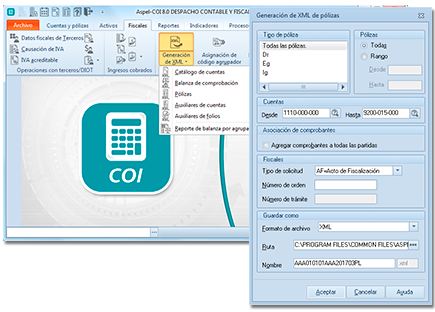 Aspel-COI 8.0 DESPACHO CONTABLE Y FISCAL
Archivo
Cuentas y pólizas
Activos
Fiscales
Reportes
Indicadores
Procesos
Datos fiscales de Terceros
Causación de IVA
IVA acreditable
Operaciones con terceros/DIOT
Ingresos cobrados
Generación de XML
Asignación de código agrupador
Catálogo de cuentas
Balanza de comprobación
Pólizas
Auxiliares de cuentas
Auxiliares de folios
Reporte de balanza por agrupa
COI
Generación de XML de pólizas
Tipo de póliza
Todas las pólizas
Dr
Eg
Ig
Pólizas
Todas
Rango
Desde
Hasta
Cuentas
Desde 1110-000-000 Hasta 9200-015-000
Asociación de comprobantes
Agregar comprobantes a todas las partidas
Fiscales
Tipo de solicitud AF=Acto de Fiscalización
Número de orden
Número de trámite
Guardar como
Formato de archivo XML
Ruta C:\PROGRAM FILES\COMMON FILES\ASPI
Nombre AAA010101AAA201703PL .xml
Aceptar Cancelar Ayuda